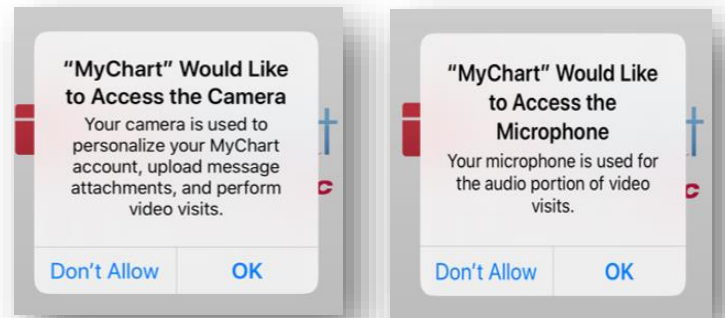 “MyChart” Would Like
to Access the Camera
Your camera is used to
personalize your MyChart
account, upload message
attachments, and perform
video visits.
Don’t Allow
OK
“MyChart” Would Like
to Access the
Microphone
Your microphone is used for
the audio portion of video
visits.
Don’t Allow
OK